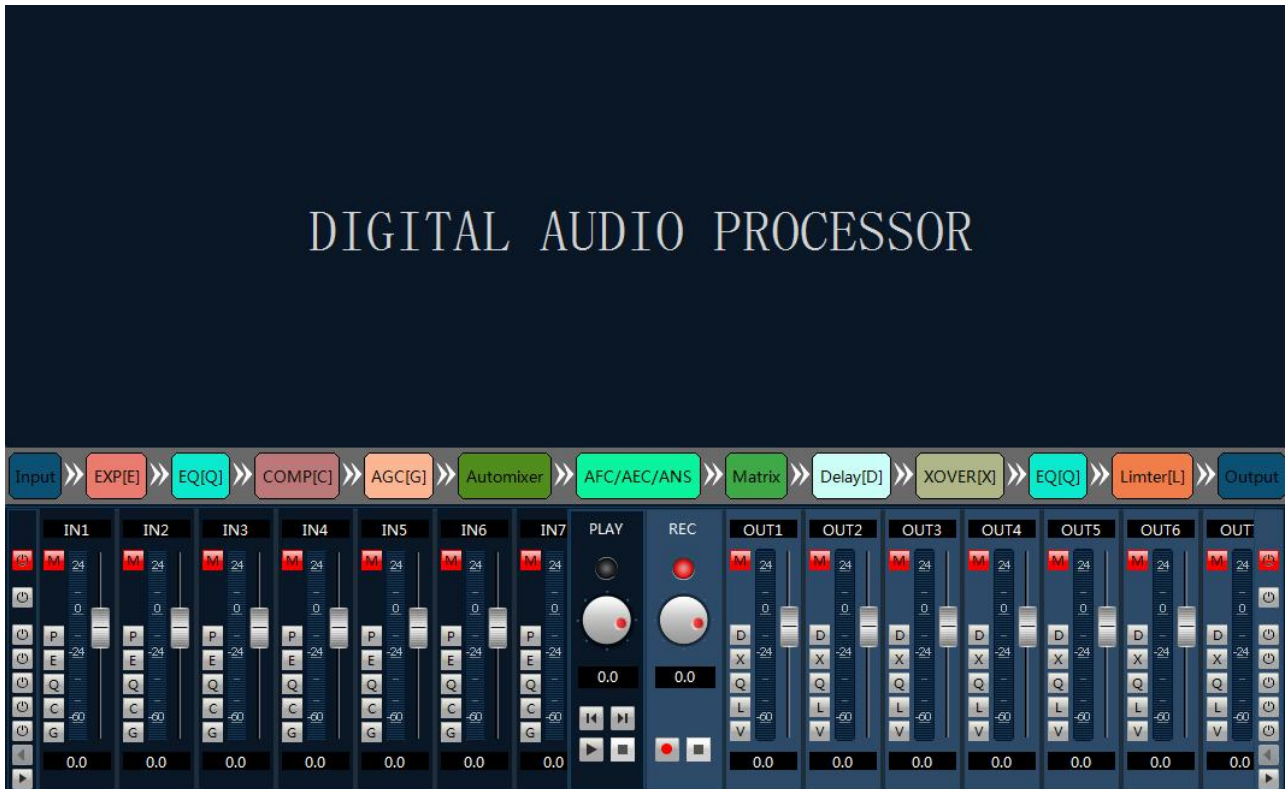 DIGITAL AUDIO PROCESSOR
Input EXP[E] EQ[Q] COMP[C] AGC[G] Automixer AFC/AEC/ANS Matrix Delay[D] XOVER[X] EQ[Q] Limter[L] Output
IN1 IN2 IN3 IN4 IN5 IN6 IN7 PLAY REC OUT1 OUT2 OUT3 OUT4 OUT5 OUT6 OUT
M 24 M 24 M 24 M 24 M 24 M 24 M 24 M 24 M 24 M 24 M 24 M 24 M 24 M 24
0 0 0 0 0 0 0 0 0 0 0 0 0 0
P P P P P P P D D D D D D D
E -24 E -24 E -24 E -24 E -24 E -24 E -24 X -24 X -24 X -24 X -24 X -24 X -24 X -24
Q Q Q Q Q Q Q 0.0 0.0 Q Q Q Q Q Q Q
C -60 C -60 C -60 C -60 C -60 C -60 C -60 L -60 L -60 L -60 L -60 L -60 L -60 L -60
G G G G G G G V V V V V V V
0.0 0.0 0.0 0.0 0.0 0.0 0.0 0.0 0.0 0.0 0.0 0.0 0.0 0.0